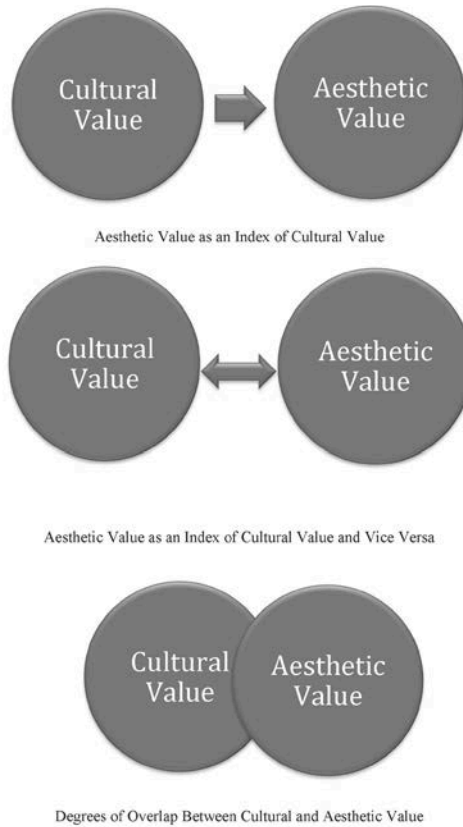 Cultural
Value
Aesthetic
Value
Aesthetic Value as an Index of Cultural Value
Cultural
Value
Aesthetic
Value
Aesthetic Value as an Index of Cultural Value and Vice Versa
Cultural
Value
Aesthetic
Value
Degrees of Overlap Between Cultural and Aesthetic Value